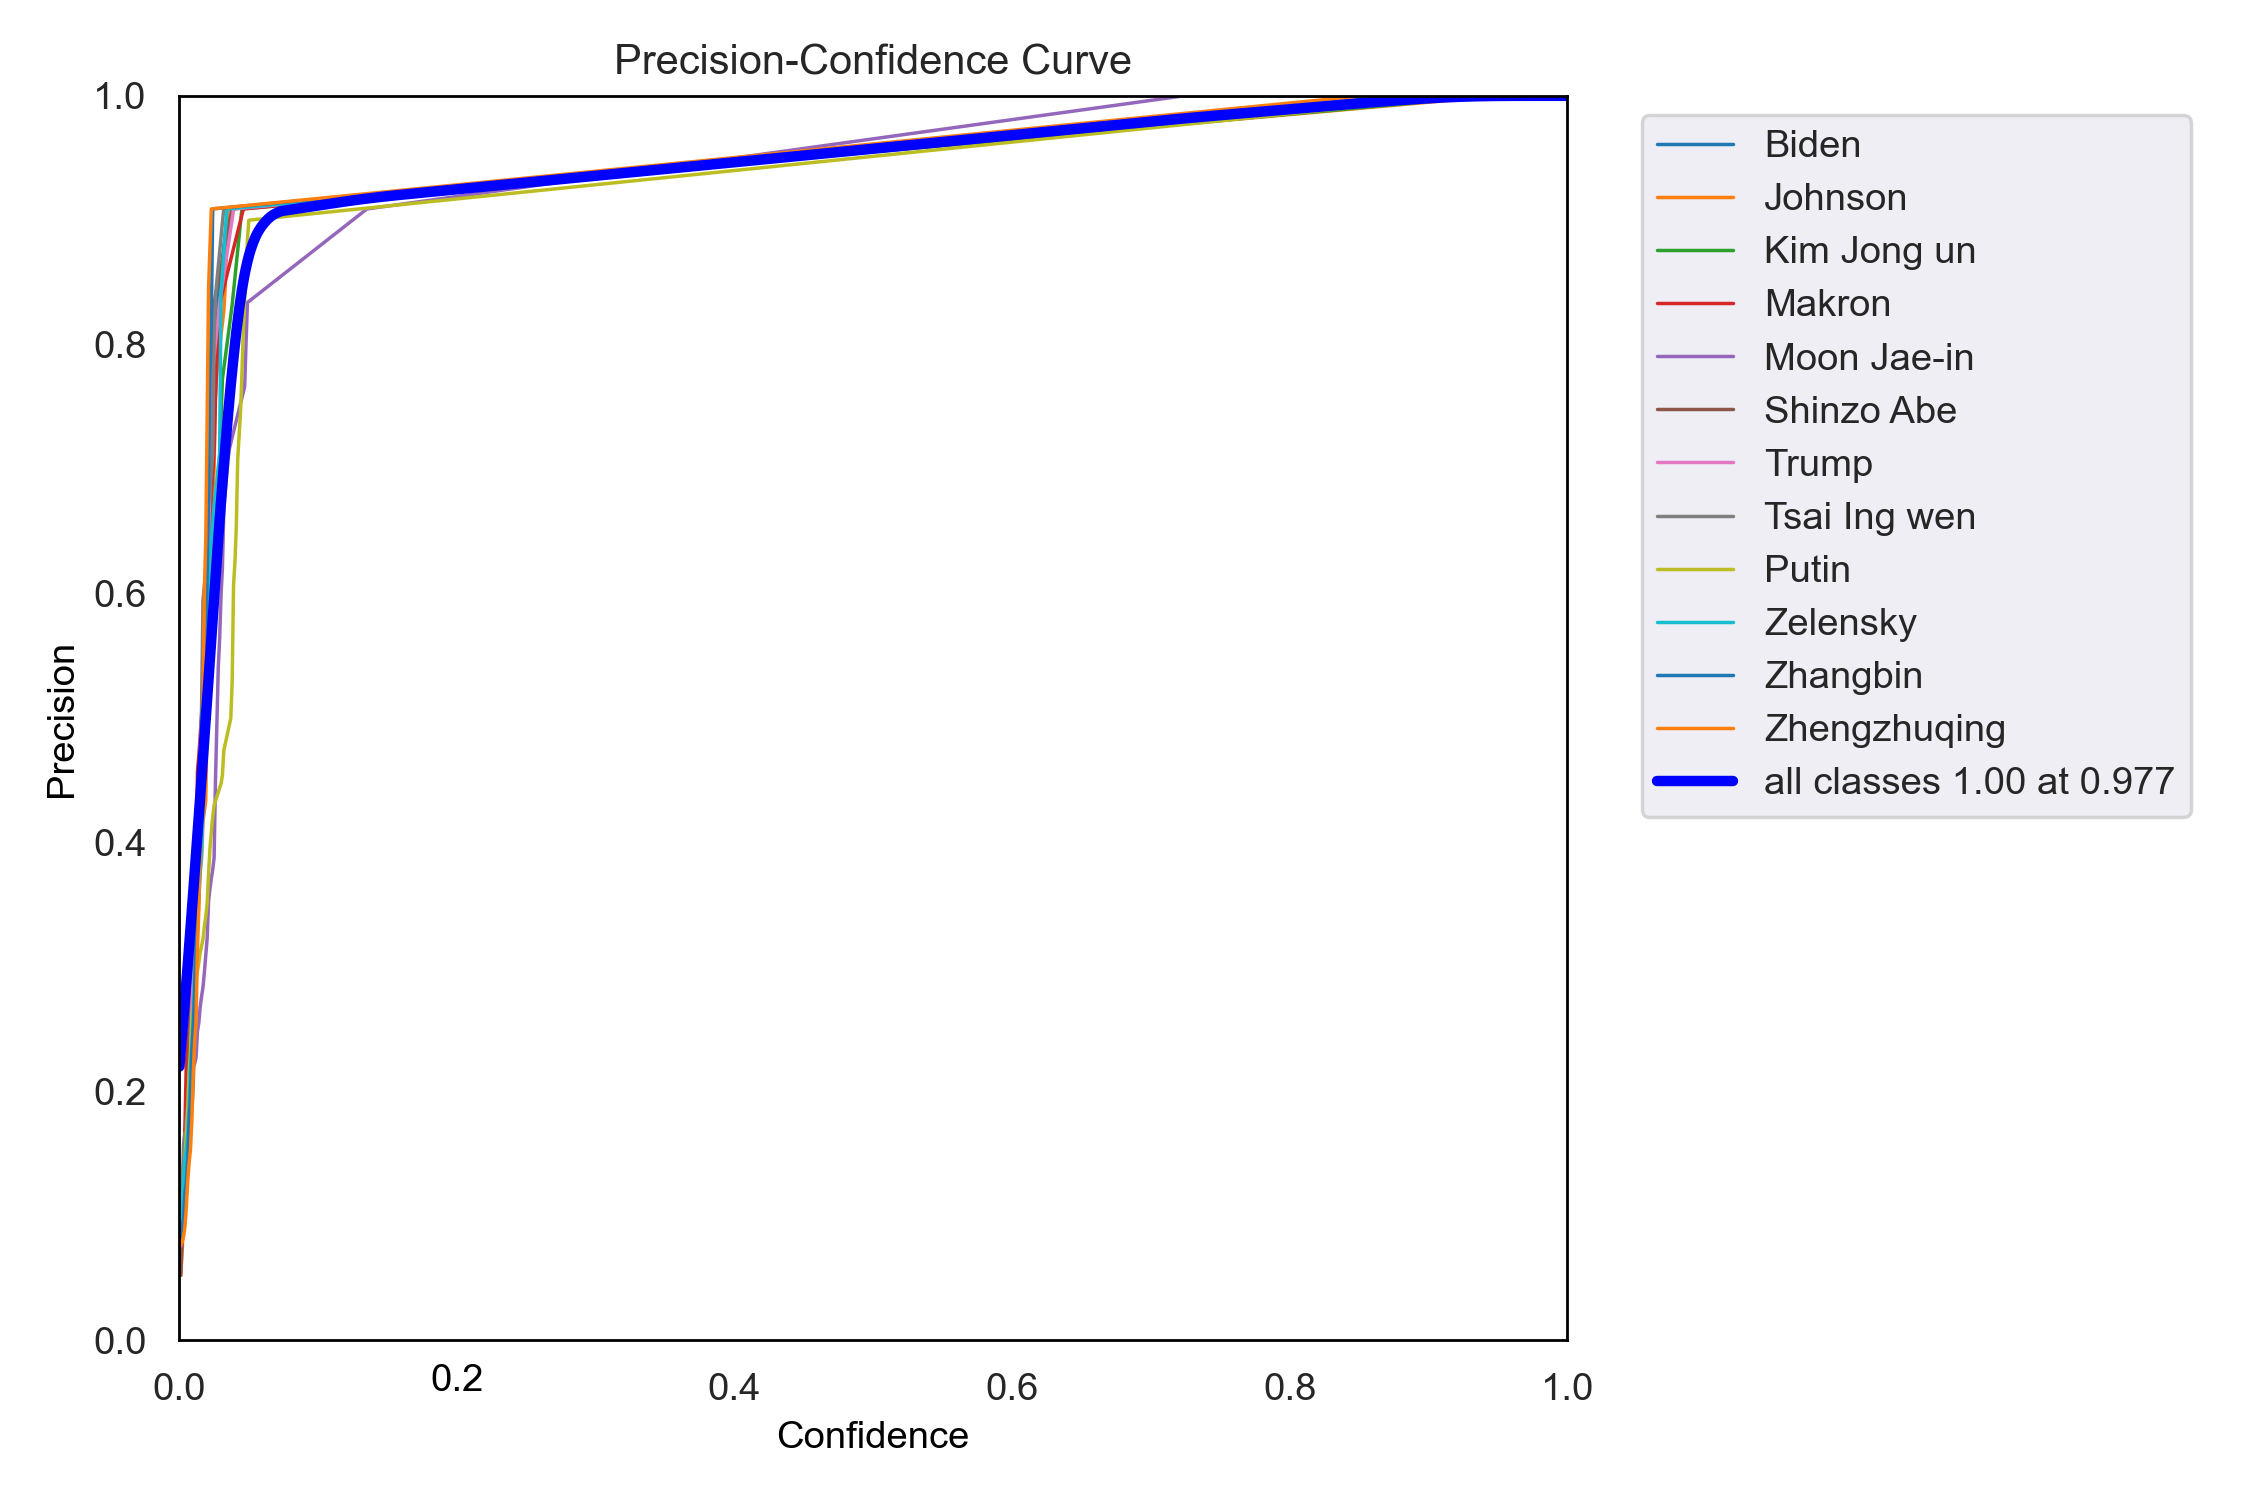 Precision-Confidence Curve
1.0
0.8
0.6
0.4
0.2
0.0
Precision
0.0
0.2
0.4
0.6
0.8
1.0
Confidence
Biden
Johnson
Kim Jong un
Makron
Moon Jae-in
Shinzo Abe
Trump
Tsai Ing wen
Putin
Zelensky
Zhangbin
Zhengzhuqing
all classes 1.00 at 0.977